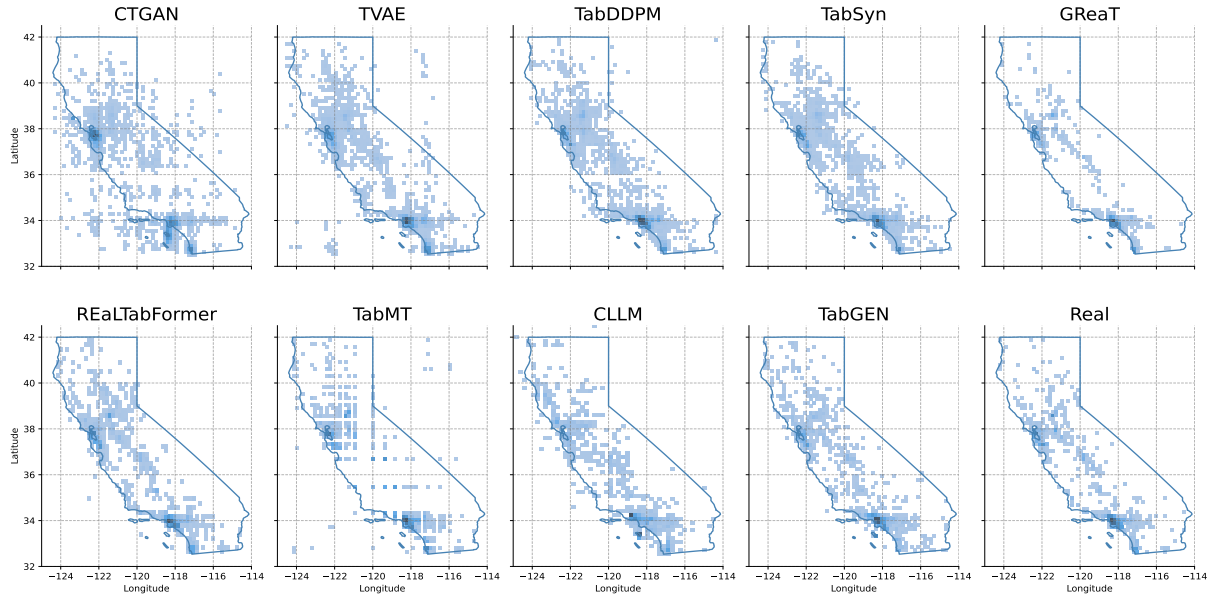 CTGAN TVAE TabDDPM TabSyn GReaT
42
40
38
36
34
32
Latitude
REaLTabFormer TabMT CLLM TabGEN Real
42
40
38
36
34
32
Latitude
−124 −122 −120 −118 −116 −114 −124 −122 −120 −118 −116 −114 −124 −122 −120 −118 −116 −114 −124 −122 −120 −118 −116 −114 −124 −122 −120 −118 −116 −114
Longitude Longitude Longitude Longitude Longitude